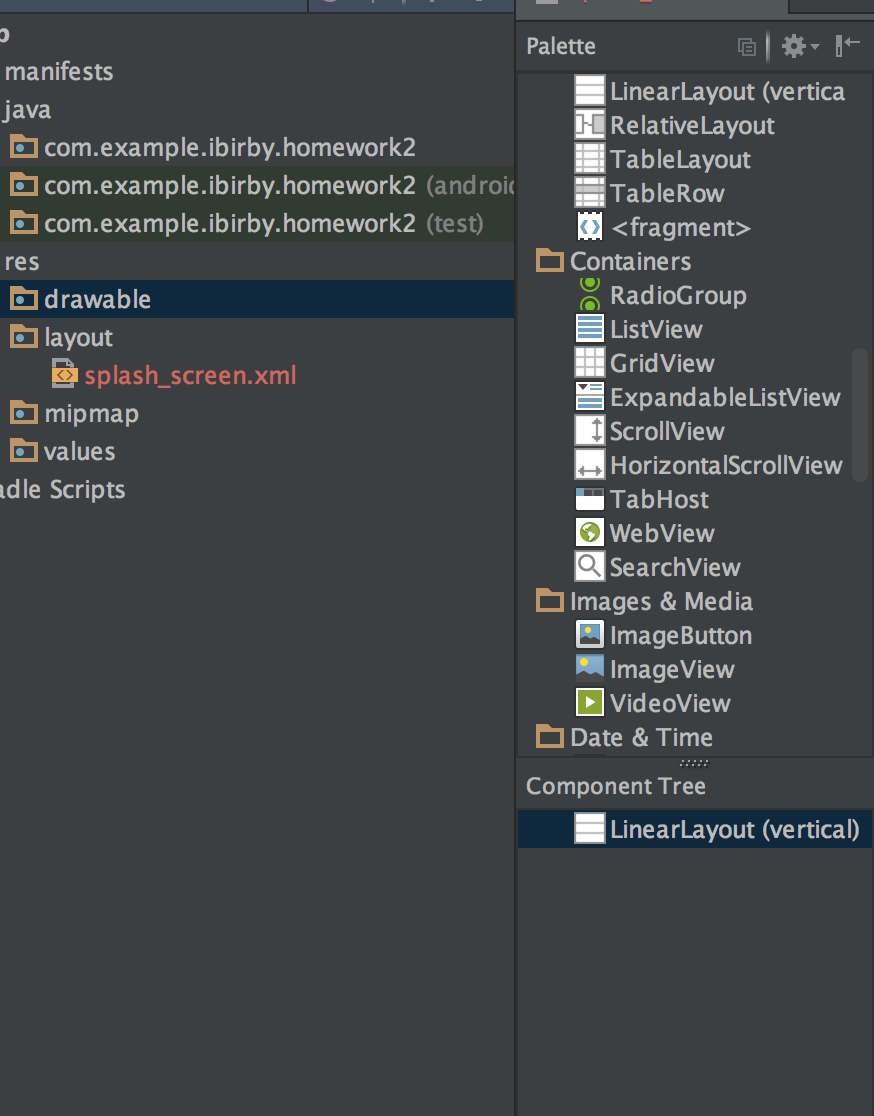 manifests
java
com.example.ibirby.homework2
com.example.ibirby.homework2 (androi
com.example.ibirby.homework2 (test)
res
drawable
layout
splash_screen.xml
mipmap
values
adle Scripts
Palette
LinearLayout (vertica
RelativeLayout
TableLayout
TableRow
<fragment>
Containers
RadioGroup
ListView
GridView
ExpandableListView
ScrollView
HorizontalScrollView
TabHost
WebView
SearchView
Images & Media
ImageButton
ImageView
VideoView
Date & Time
Component Tree
LinearLayout (vertical)